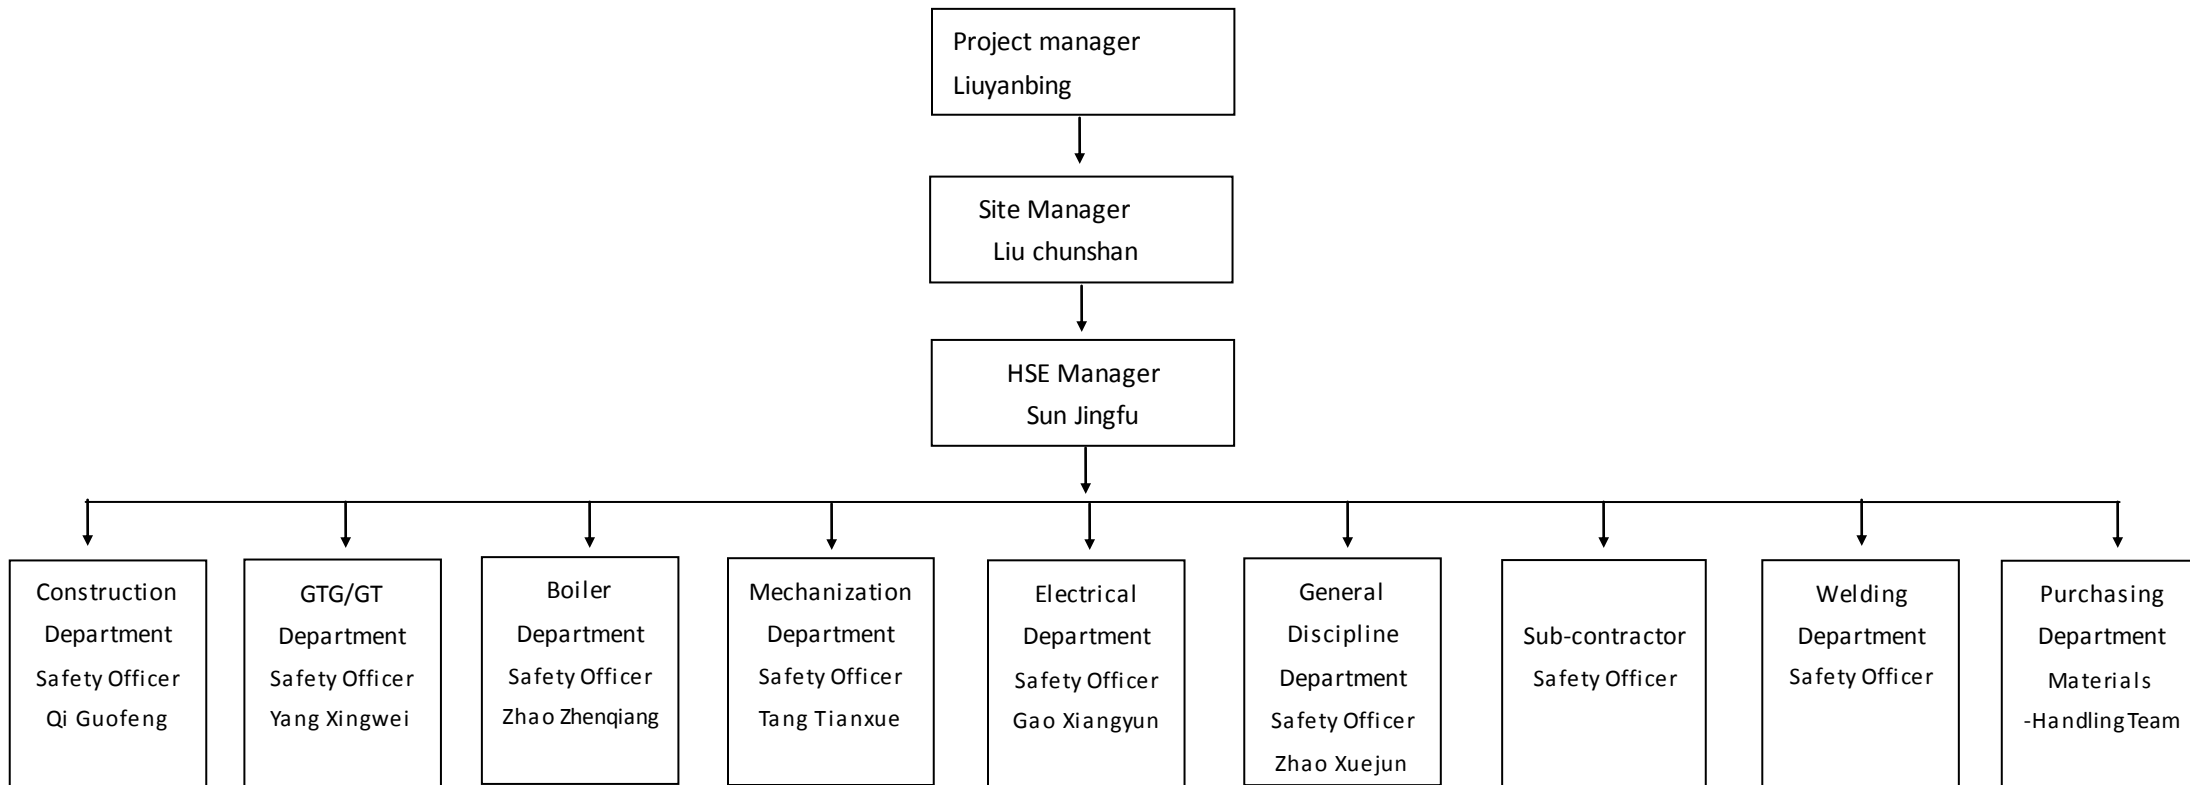 Project manager
Liuyanbing
Site Manager
Liu chunshan
HSE Manager
Sun Jingfu
Construction
Department
Safety Officer
Qi Guofeng
GTG/GT
Department
Safety Officer
Yang Xingwei
Boiler
Department
Safety Officer
Zhao Zhenqiang
Mechanization
Department
Safety Officer
Tang Tianxue
Electrical
Department
Safety Officer
Gao Xiangyun
General
Discipline
Department
Safety Officer
Zhao Xuejun
Sub-contractor
Safety Officer
Welding
Department
Safety Officer
Purchasing
Department
Materials
-Handling Team